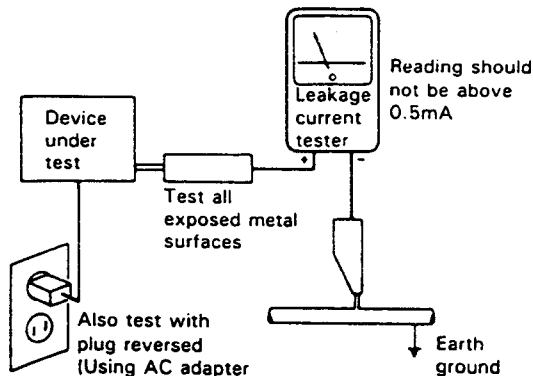 Leakage
current
tester
+ -
Reading should
not be above
0.5mA
Device
under
test
Test all
exposed metal
surfaces
Also test with
plug reversed
(Using AC adapter
Earth
ground